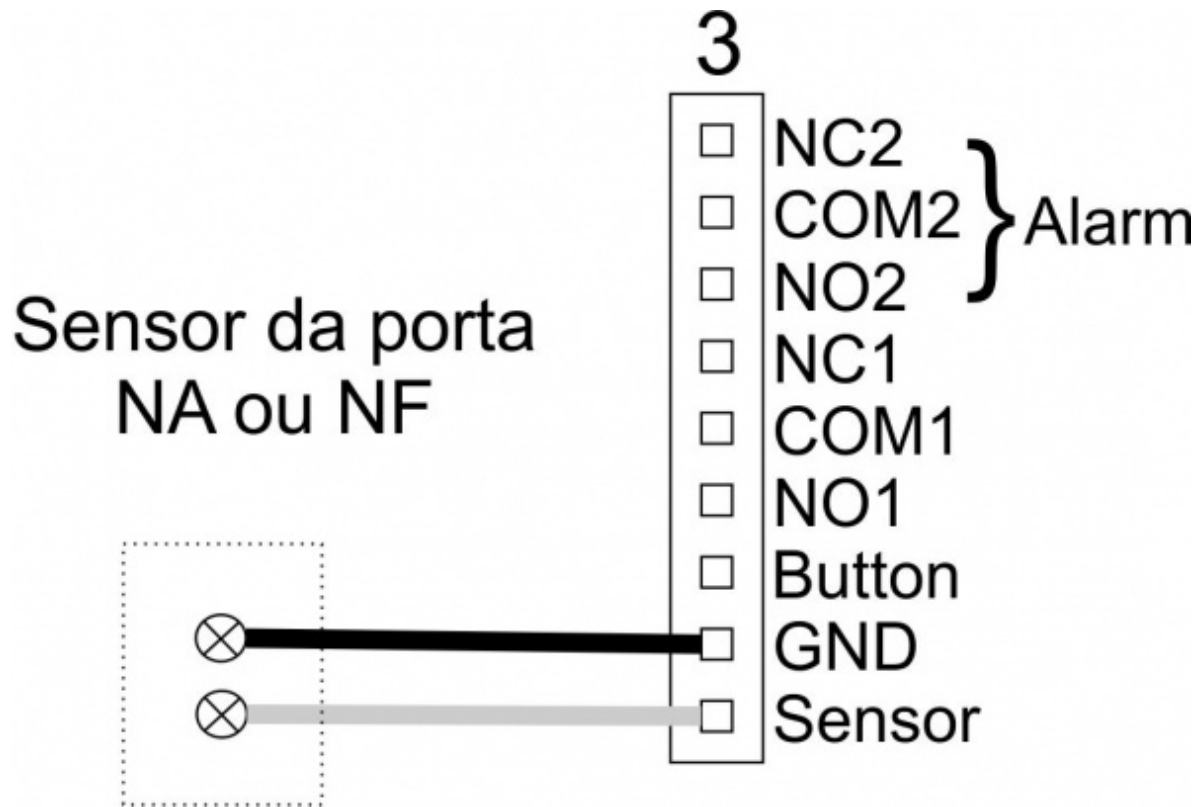 3
NC2
COM2
Alarm
NO2
Sensor da porta
NA ou NF
NC1
COM1
NO1
Button
GND
Sensor